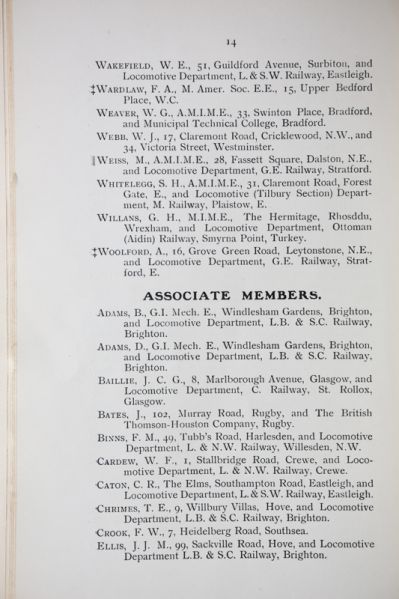 14
WAKEFIELD, W. E., 51, Guildford Avenue, Surbiton, and
Locomotive Department, L. & S.W. Railway, Eastleigh.
‡WARDLAW, F. A., M. Amer. Soc. E.E., 15, Upper Bedford
Place, W.C.
WEAVER, W. G., A.M.I.M.E., 33, Swinton Place, Bradford,
and Municipal Technical College, Bradford.
WEBB, W. J., 17, Claremont Road, Cricklewood, N.W., and
34, Victoria Street, Westminster.
‖WEISS, M., A.M.I.M.E., 28, Fassett Square, Dalston, N.E.,
and Locomotive Department, G.E. Railway, Stratford.
WHITELEGG, S. H., A.M.I.M.E., 31, Claremont Road, Forest
Gate, E., and Locomotive (Tilbury Section) Depart-
ment, M. Railway, Plaistow, E.
WILLANS, G. H., M.I.M.E., The Hermitage, Rhosddu,
Wrexham, and Locomotive Department, Ottoman
(Aidin) Railway, Smyrna Point, Turkey.
‡WOOLFORD, A., 16, Grove Green Road, Leytonstone, N.E.,
and Locomotive Department, G.E. Railway, Strat-
ford, E.
ASSOCIATE MEMBERS.
ADAMS, B., G.I. Mech. E., Windlesham Gardens, Brighton,
and Locomotive Department, L.B. & S.C. Railway,
Brighton.
ADAMS, D., G.I. Mech. E., Windlesham Gardens, Brighton,
and Locomotive Department, L.B. & S.C. Railway,
Brighton.
BAILLIE, J. C. G., 8, Marlborough Avenue, Glasgow, and
Locomotive Department, C. Railway, St. Rollox,
Glasgow.
BATES, J., 102, Murray Road, Rugby, and The British
Thomson-Houston Company, Rugby.
BINNS, F. M., 49, Tubb's Road, Harlesden, and Locomotive
Department, L. & N.W. Railway, Willesden, N.W.
CARDEW, W. F., 1, Stallbridge Road, Crewe, and Loco-
motive Department, L. & N.W. Railway, Crewe.
CATON, C. R., The Elms, Southampton Road, Eastleigh, and
Locomotive Department, L. & S.W. Railway, Eastleigh.
CHRIMES, T. E., 9, Willbury Villas, Hove, and Locomotive
Department, L.B. & S.C. Railway, Brighton.
CROOK, F. W., 7, Heidelberg Road, Southsea.
ELLIS, J. J. M., 99, Sackville Road, Hove, and Locomotive
Department L.B. & S.C. Railway, Brighton.